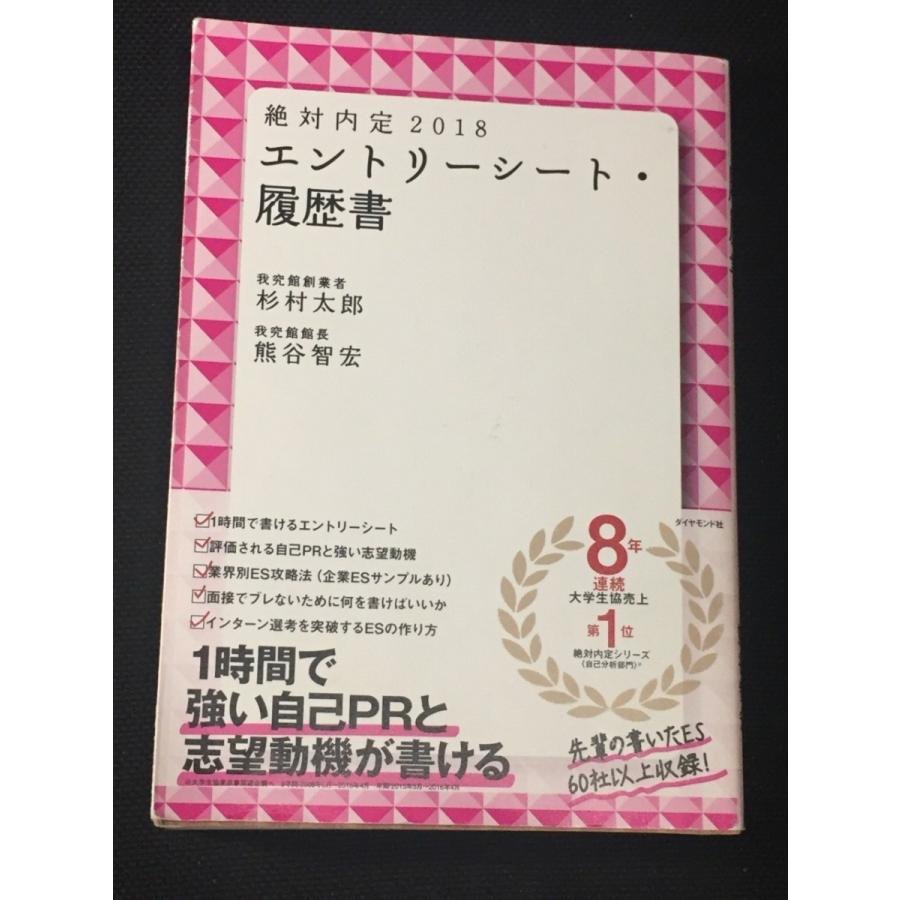 絶対内定2018
エントリーシート・
履歴書
我究館創業者
杉村太郎
我究館館長
熊谷智宏
ダイヤモンド社
1時間で書けるエントリーシート
評価される自己PRと強い志望動機
業界別ES攻略法(企業ESサンプルあり)
面接でブレないために何を書けばいいか
インターン選考を突破するESの作り方
8年
連続
大学生協売上
第1位
絶対内定シリーズ
(自己分析部門)※
1時間で
強い自己PRと
志望動機が書ける
先輩の書いたES
60社以上収録!